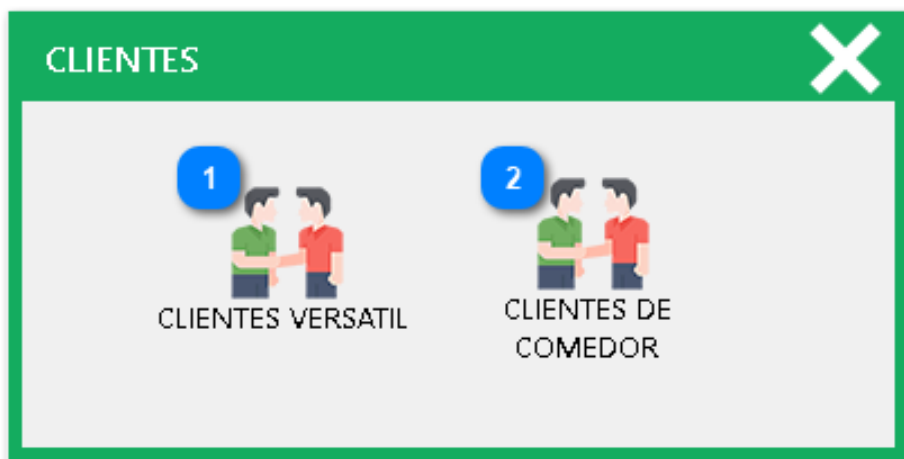 CLIENTES
1
2
CLIENTES VERSATIL
CLIENTES DE
COMEDOR